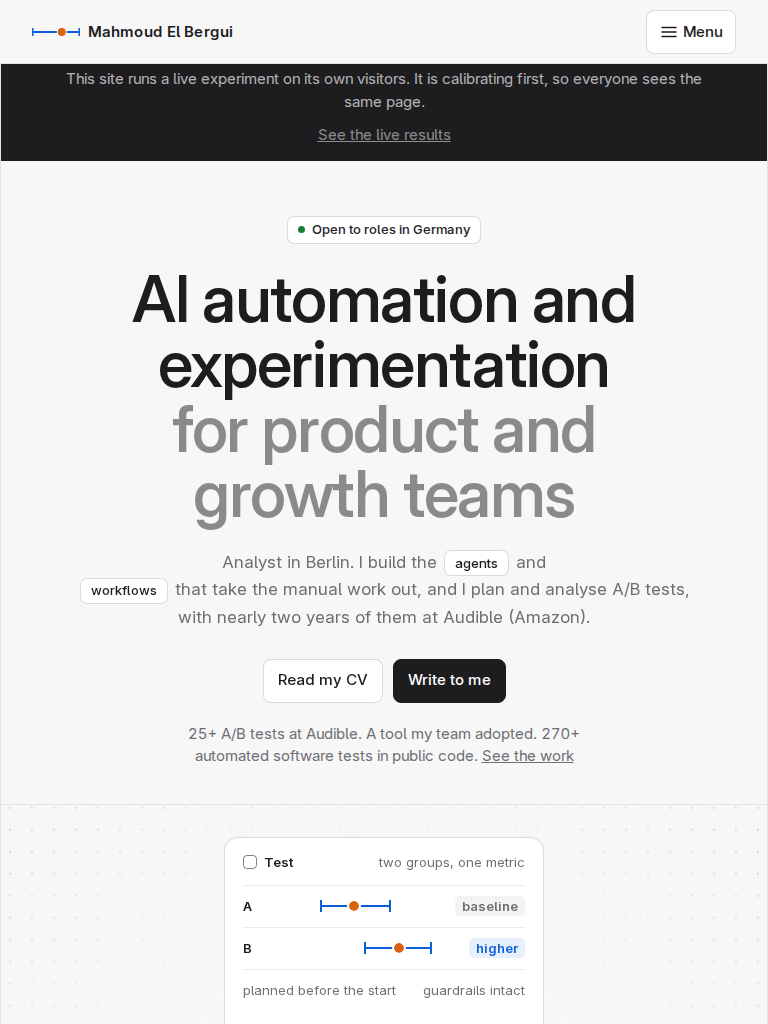 Mahmoud El Bergui
Menu
This site runs a live experiment on its own visitors. It is calibrating first, so everyone sees the
same page.
See the live results
Open to roles in Germany
AI automation and
experimentation
for product and
growth teams
Analyst in Berlin. I build the agents and
workflows that take the manual work out, and I plan and analyse A/B tests,
with nearly two years of them at Audible (Amazon).
Read my CV
Write to me
25+ A/B tests at Audible. A tool my team adopted. 270+
automated software tests in public code. See the work
Test two groups, one metric
A baseline
B higher
planned before the start guardrails intact